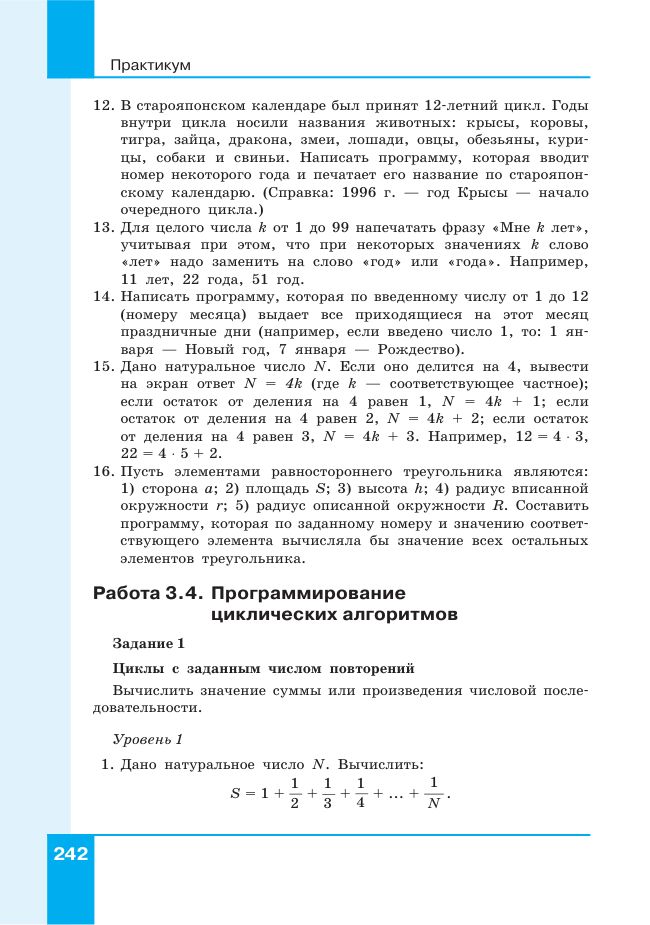 Практикум
12. В старояпонском календаре был принят 12-летний цикл. Годы
внутри цикла носили названия животных: крысы, коровы,
тигра, зайца, дракона, змеи, лошади, овцы, обезьяны, кури-
цы, собаки и свиньи. Написать программу, которая вводит
номер некоторого года и печатает его название по старояпон-
скому календарю. (Справка: 1996 г. — год Крысы — начало
очередного цикла.)
13. Для целого числа k от 1 до 99 напечатать фразу «Мне k лет»,
учитывая при этом, что при некоторых значениях k слово
«лет» надо заменить на слово «год» или «года». Например,
11 лет, 22 года, 51 год.
14. Написать программу, которая по введенному числу от 1 до 12
(номеру месяца) выдает все приходящиеся на этот месяц
праздничные дни (например, если введено число 1, то: 1 ян-
варя — Новый год, 7 января — Рождество).
15. Дано натуральное число N. Если оно делится на 4, вывести
на экран ответ N = 4k (где k — соответствующее частное);
если остаток от деления на 4 равен 1, N = 4k + 1; если
остаток от деления на 4 равен 2, N = 4k + 2; если остаток
от деления на 4 равен 3, N = 4k + 3. Например, 12 = 4 · 3,
22 = 4 · 5 + 2.
16. Пусть элементами равностороннего треугольника являются:
1) сторона a; 2) площадь S; 3) высота h; 4) радиус вписанной
окружности r; 5) радиус описанной окружности R. Составить
программу, которая по заданному номеру и значению соответ-
ствующего элемента вычисляла бы значение всех остальных
элементов треугольника.
Работа 3.4. Программирование
циклических алгоритмов
Задание 1
Циклы с заданным числом повторений
Вычислить значение суммы или произведения числовой после-
довательности.
Уровень 1
1. Дано натуральное число N. Вычислить:
S = 1 + 1/2 + 1/3 + 1/4 + ... + 1/N.
242